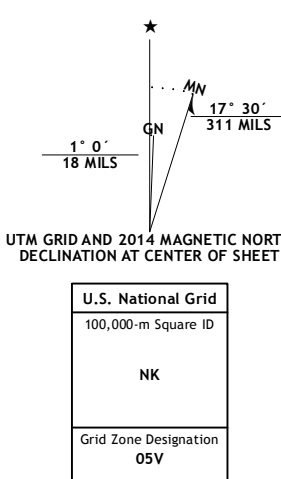 ★
MN
GN
17° 30´
311 MILS
1° 0´
18 MILS
UTM GRID AND 2014 MAGNETIC NORT
DECLINATION AT CENTER OF SHEET
U.S. National Grid
100,000-m Square ID
NK
Grid Zone Designation
05V